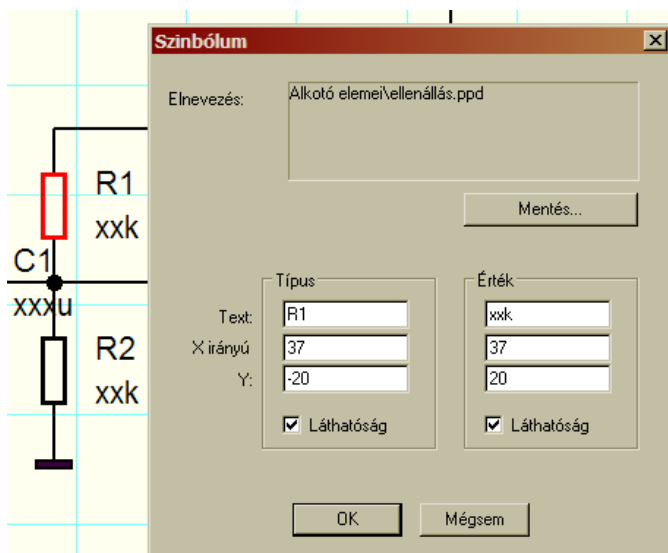 Szinbólum
Elnevezés:
Alkotó elemei\ellenállás.ppd
Mentés...
R1
xxk
C1
xxxu
R2
xxk
Típus
Érték
Text:
R1
xxk
X irányú
37
37
Y:
-20
20
Láthatóság
Láthatóság
OK
Mégsem